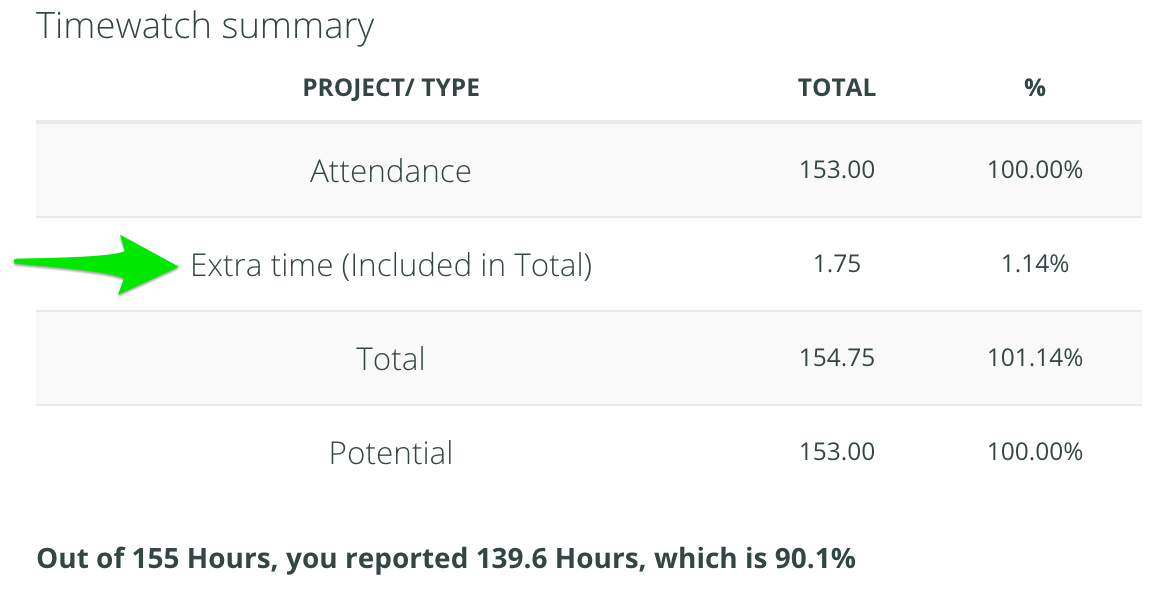 Timewatch summary
PROJECT/ TYPE TOTAL %
Attendance 153.00 100.00%
Extra time (Included in Total) 1.75 1.14%
Total 154.75 101.14%
Potential 153.00 100.00%
Out of 155 Hours, you reported 139.6 Hours, which is 90.1%